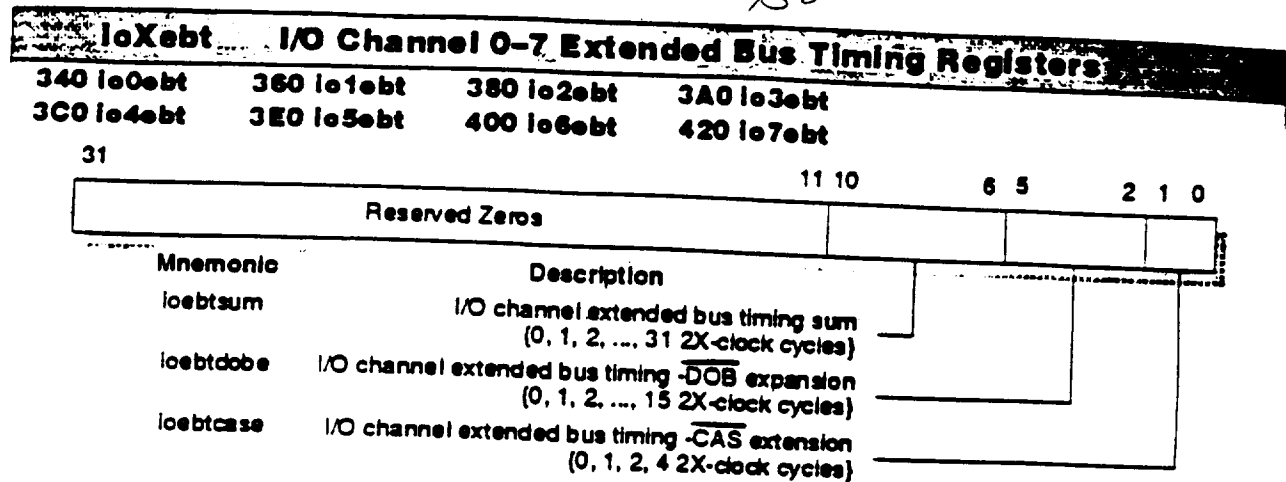 ioXebt I/O Channel 0–7 Extended Bus Timing Registers
340 io0ebt 360 io1ebt 380 io2ebt 3A0 io3ebt
3C0 io4ebt 3E0 io5ebt 400 io6ebt 420 io7ebt
31 11 10 6 5 2 1 0
Reserved Zeros
Mnemonic Description
ioebtsum I/O channel extended bus timing sum
{0, 1, 2, ..., 31 2X-clock cycles}
ioebtdobe I/O channel extended bus timing -DOB expansion
{0, 1, 2, ..., 15 2X-clock cycles}
ioebtcase I/O channel extended bus timing -CAS extension
{0, 1, 2, 4 2X-clock cycles}